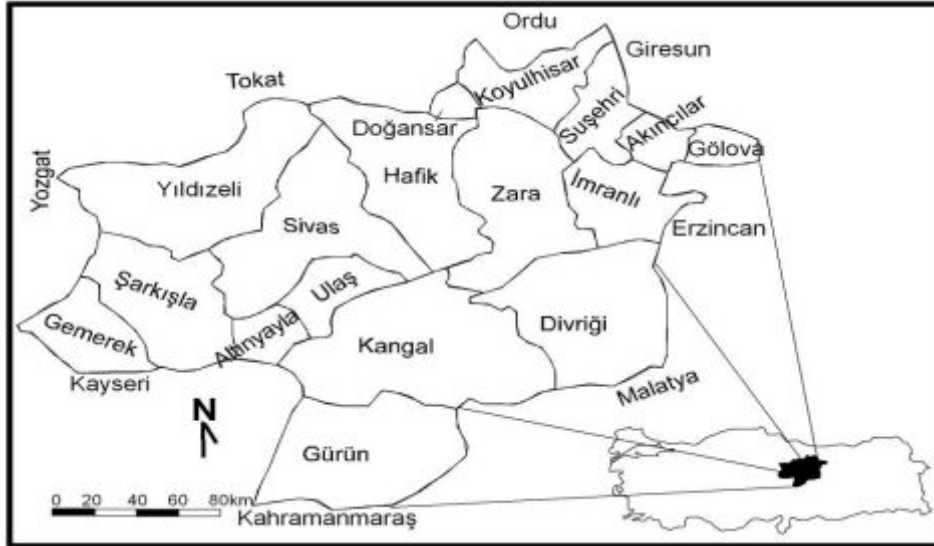 Ordu
Giresun
Tokat
Koyulhisar
Suşehri
Akıncılar
Gölova
Doğansar
Yozgat
Yıldızeli
Hafik
Zara
İmranlı
Sivas
Erzincan
Şarkışla
Ulaş
Gemerek
Altınyayla
Kangal
Divriği
Kayseri
Malatya
N
Gürün
0 20 40 60 80km
Kahramanmaraş